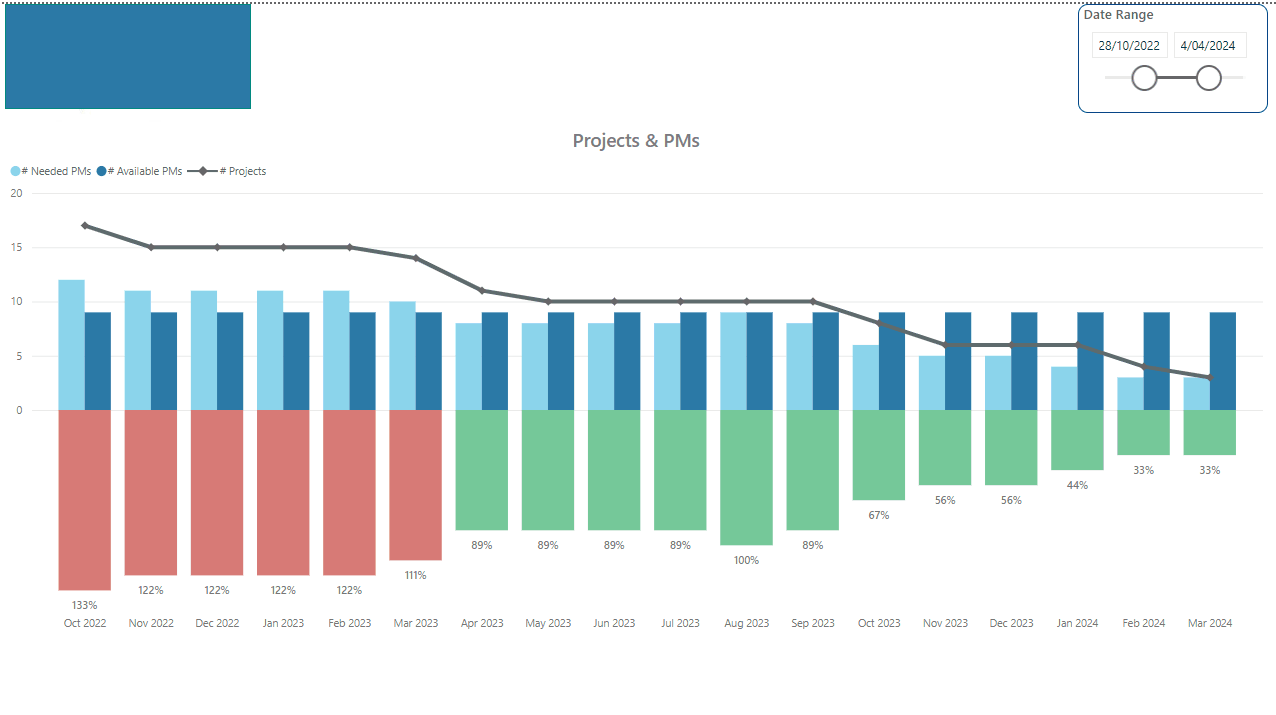 Date Range
28/10/2022 4/04/2024
Projects & PMs
# Needed PMs # Available PMs # Projects
20
15
10
5
0
133% 122% 122% 122% 122% 111% 89% 89% 89% 89% 100% 89% 67% 56% 56% 44% 33% 33%
Oct 2022 Nov 2022 Dec 2022 Jan 2023 Feb 2023 Mar 2023 Apr 2023 May 2023 Jun 2023 Jul 2023 Aug 2023 Sep 2023 Oct 2023 Nov 2023 Dec 2023 Jan 2024 Feb 2024 Mar 2024